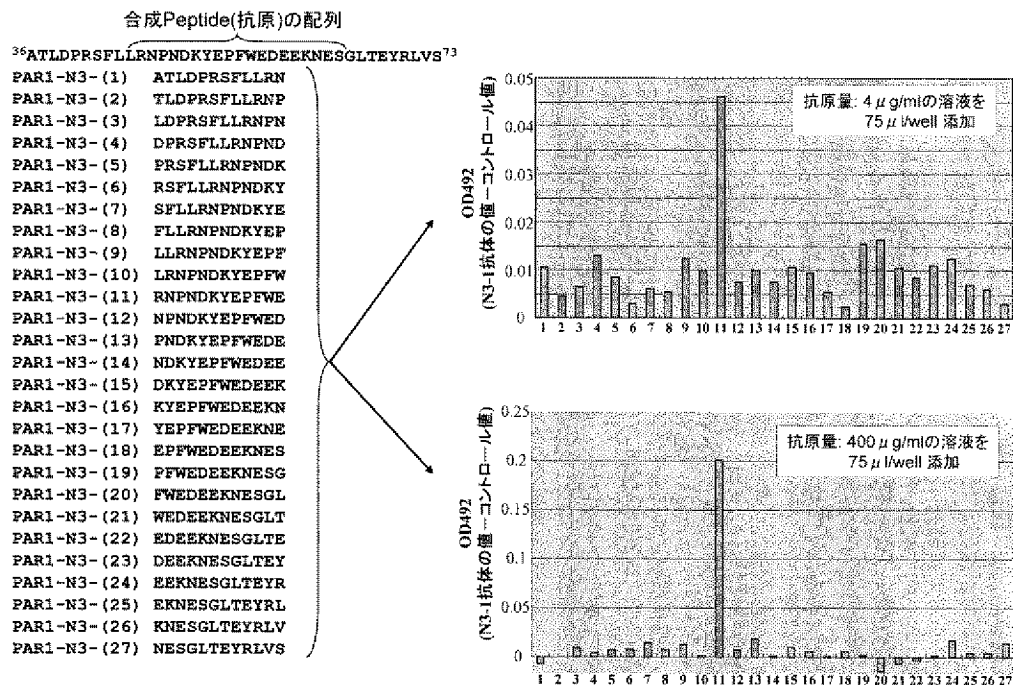 合成Peptide(抗原)の配列
³⁶ATLDPRSFLLRNPNDKYEPFWEDEEKNESGLTEYRLVS⁷³
PAR1-N3-(1) ATLDPRSFLLRN
PAR1-N3-(2) TLDPRSFLLRNP
PAR1-N3-(3) LDPRSFLLRNPN
PAR1-N3-(4) DPRSFLLRNPND
PAR1-N3-(5) PRSFLLRNPNDK
PAR1-N3-(6) RSFLLRNPNDKY
PAR1-N3-(7) SFLLRNPNDKYE
PAR1-N3-(8) FLLRNPNDKYEP
PAR1-N3-(9) LLRNPNDKYEPF
PAR1-N3-(10) LRNPNDKYEPFW
PAR1-N3-(11) RNPNDKYEPFWE
PAR1-N3-(12) NPNDKYEPFWED
PAR1-N3-(13) PNDKYEPFWEDE
PAR1-N3-(14) NDKYEPFWEDEE
PAR1-N3-(15) DKYEPFWEDEEK
PAR1-N3-(16) KYEPFWEDEEKN
PAR1-N3-(17) YEPFWEDEEKNE
PAR1-N3-(18) EPFWEDEEKNES
PAR1-N3-(19) PFWEDEEKNESG
PAR1-N3-(20) FWEDEEKNESGL
PAR1-N3-(21) WEDEEKNESGLT
PAR1-N3-(22) EDEEKNESGLTE
PAR1-N3-(23) DEEKNESGLTEY
PAR1-N3-(24) EEKNESGLTEYR
PAR1-N3-(25) EKNESGLTEYRL
PAR1-N3-(26) KNESGLTEYRLV
PAR1-N3-(27) NESGLTEYRLVS
OD492
(N3-1抗体の値ーコントロール値)
0.05
0.04
0.03
0.02
0.01
0
抗原量: 4μg/mlの溶液を
75μl/well 添加
1 2 3 4 5 6 7 8 9 10 11 12 13 14 15 16 17 18 19 20 21 22 23 24 25 26 27
OD492
(N3-1抗体の値ーコントロール値)
0.25
0.2
0.15
0.1
0.05
0
抗原量: 400μg/mlの溶液を
75μl/well 添加
1 2 3 4 5 6 7 8 9 10 11 12 13 14 15 16 17 18 19 20 21 22 23 24 25 26 27